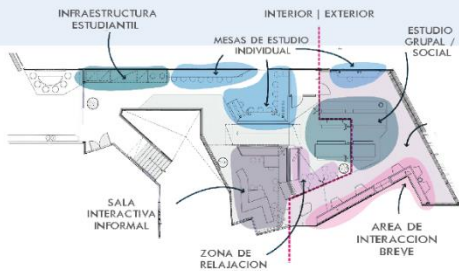 INFRAESTRUCTURA
ESTUDIANTIL
INTERIOR | EXTERIOR
MESAS DE ESTUDIO
INDIVIDUAL
ESTUDIO
GRUPAL /
SOCIAL
SALA
INTERACTIVA
INFORMAL
ZONA DE
RELAJACION
AREA DE
INTERACCION
BREVE